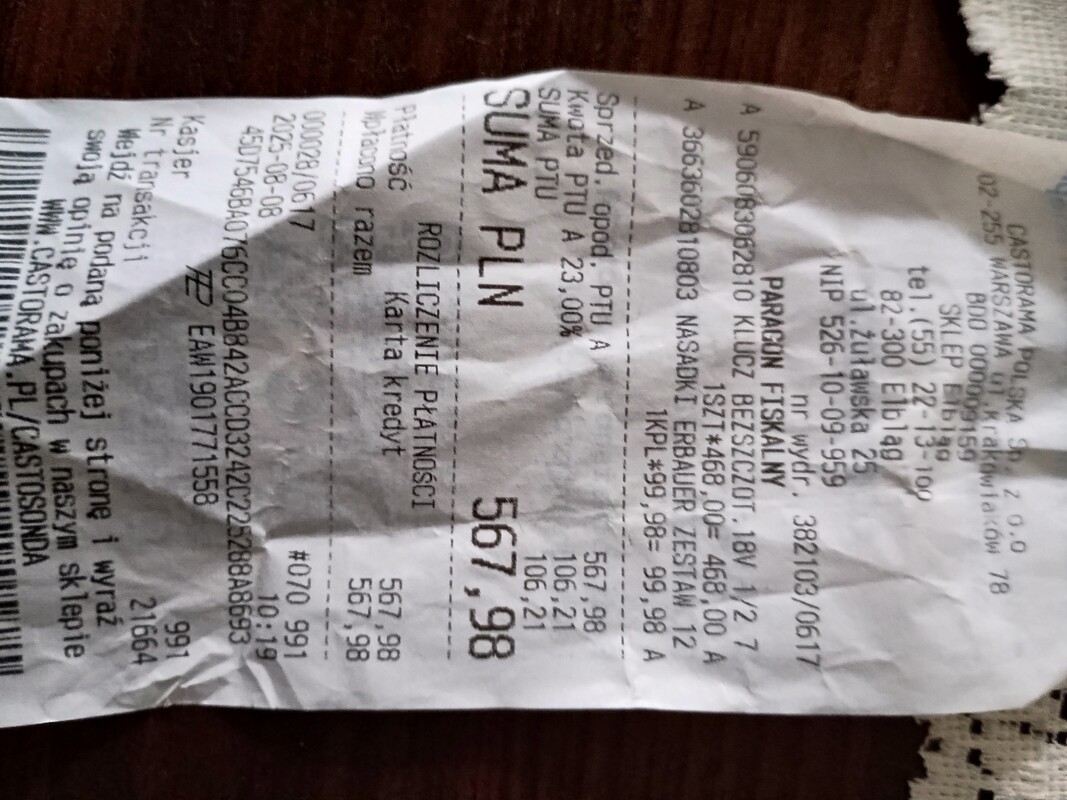 CASTORAMA POLSKA Sp. z o.o
02-255 WARSZAWA ul.Krakowiaków 78
BDO 000009159
SKLEP Elbląg
tel.(55) 22-13-100
82-300 Elbląg
ul.Żuławska 25
NIP 526-10-09-959
nr wydr. 382103/0617
PARAGON FISKALNY
A 5906083062810 KLUCZ BEZSZCZOT.18V 1/2 7
1SZT*468,00= 468,00 A
A 3663602810803 NASADKI ERBAUER ZESTAW 12
1KPL*99,98= 99,98 A
Sprzed. opod. PTU A 567,98
Kwota PTU A 23,00% 106,21
SUMA PTU 106,21
SUMA PLN 567,98
ROZLICZENIE PŁATNOŚCI
Płatność Karta kredyt 567,98
Wpłacono razem 567,98
000028/0617 #070 991
2025-08-08 10:19
45D7546BA076CC04BB42ACCD3242C225288A8693
EAW1901771558
Kasjer 991
Nr transakcji 21664
Wejdź na podaną poniżej stronę i wyraź
swoją opinię o zakupach w naszym sklepie
WWW.CASTORAMA.PL/CASTOSONDA